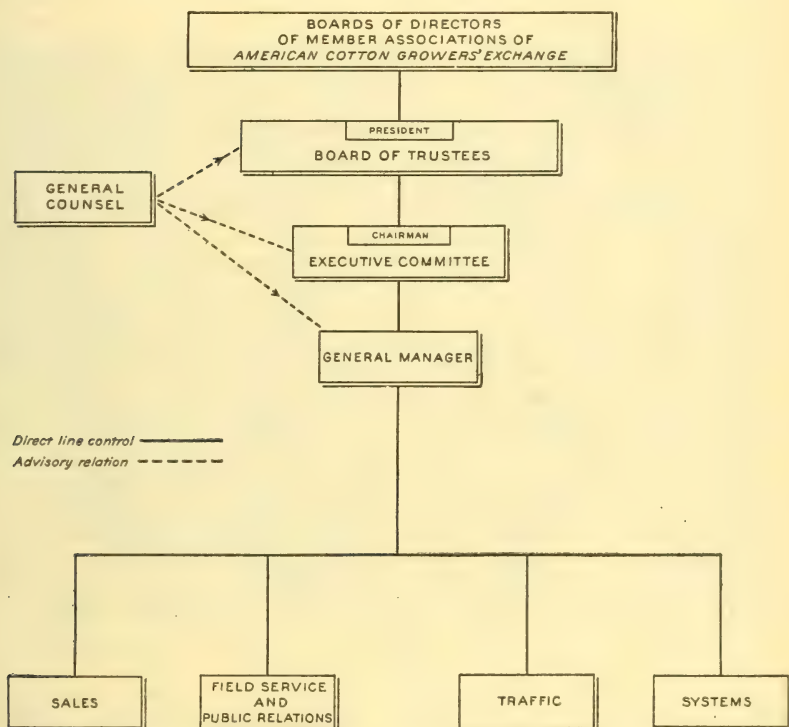 BOARDS OF DIRECTORS
OF MEMBER ASSOCIATIONS OF
AMERICAN COTTON GROWERS' EXCHANGE
PRESIDENT
BOARD OF TRUSTEES
GENERAL
COUNSEL
CHAIRMAN
EXECUTIVE COMMITTEE
GENERAL MANAGER
Direct line control
Advisory relation
SALES
FIELD SERVICE
AND
PUBLIC RELATIONS
TRAFFIC
SYSTEMS